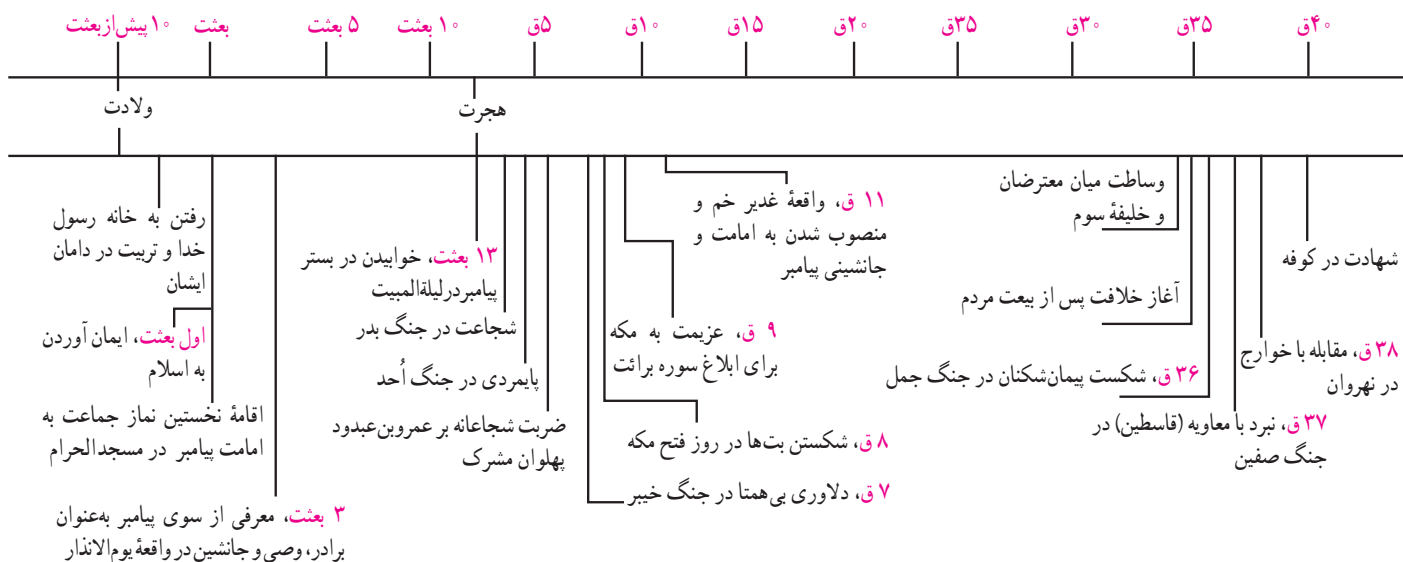 ۱۰ پیش‌از‌بعثت
بعثت
۵ بعثت
۱۰ بعثت
۵ق
۱۰ق
۱۵ق
۲۰ق
۳۵ق
۳۰ق
۳۵ق
۴۰ق
ولادت
هجرت
رفتن به خانه رسول
خدا و تربیت در دامان
ایشان
اول بعثت، ایمان آوردن
به اسلام
اقامهٔ نخستین نماز جماعت به
امامت پیامبر در مسجدالحرام
۳ بعثت، معرفی از سوی پیامبر به‌عنوان
برادر، وصی و جانشین در واقعهٔ یوم‌الانذار
۱۳ بعثت، خوابیدن در بستر
پیامبردرلیلةالمبیت
شجاعت در جنگ بدر
پایمردی در جنگ اُحد
ضربت شجاعانه بر عمروبن‌عبدود
پهلوان مشرک
۷ ق، دلاوری بی‌همتا در جنگ خیبر
۸ ق، شکستن بت‌ها در روز فتح مکه
۹ ق، عزیمت به مکه
برای ابلاغ سوره برائت
۱۱ ق، واقعهٔ غدیر خم و
منصوب شدن به امامت و
جانشینی پیامبر
وساطت میان معترضان
و خلیفهٔ سوم
آغاز خلافت پس از بیعت مردم
۳۶ ق، شکست پیمان‌شکنان در جنگ جمل
۳۷ ق، نبرد با معاویه (قاسطین) در
جنگ صفین
۳۸ ق، مقابله با خوارج
در نهروان
شهادت در کوفه